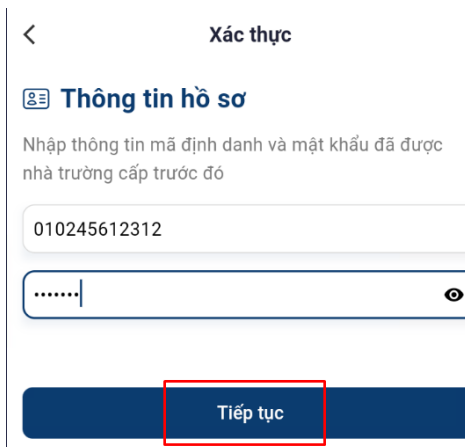 Xác thực
Thông tin hồ sơ
Nhập thông tin mã định danh và mật khẩu đã được
nhà trường cấp trước đó
010245612312
•••••••
Tiếp tục